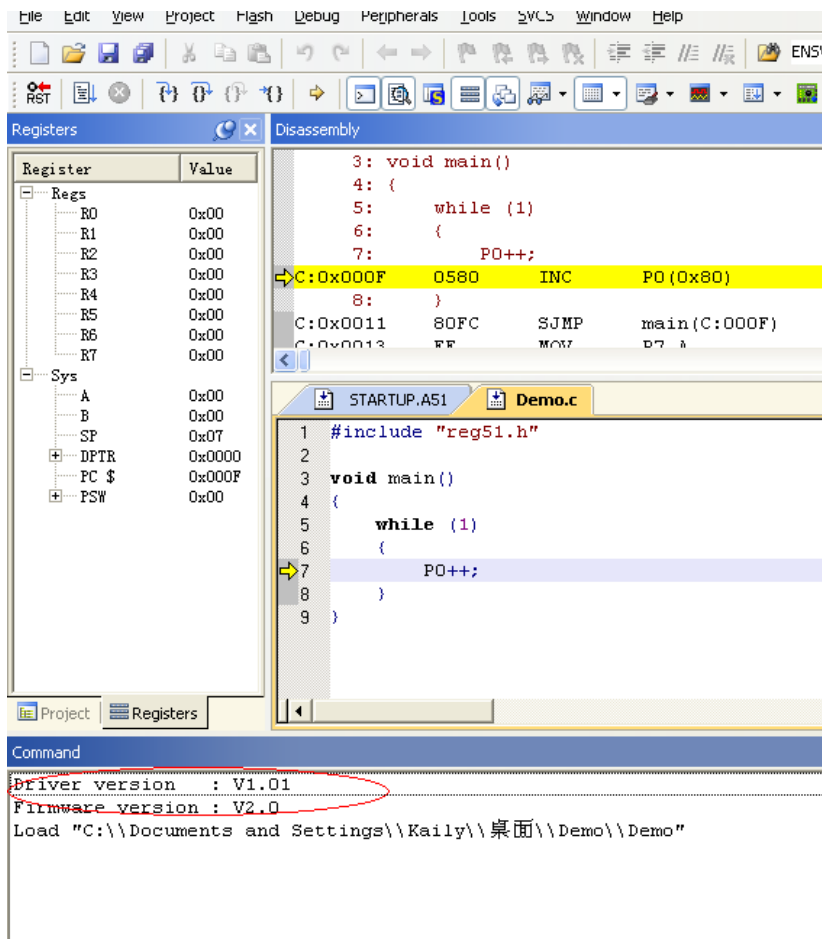 File Edit View Project Flash Debug Peripherals Tools SVCS Window Help
RST
Registers
Register Value
Regs
R0 0x00
R1 0x00
R2 0x00
R3 0x00
R4 0x00
R5 0x00
R6 0x00
R7 0x00
Sys
A 0x00
B 0x00
SP 0x07
DPTR 0x0000
PC $ 0x000F
PSW 0x00
Project Registers
Disassembly
3: void main()
4: {
5: while (1)
6: {
7: P0++;
C:0x000F 0580 INC P0(0x80)
8: }
C:0x0011 80FC SJMP main(C:000F)
C:0x0013 FF MOV R7,A
STARTUP.A51 Demo.c
1 #include "reg51.h"
2
3 void main()
4 {
5 while (1)
6 {
7 P0++;
8 }
9 }
Command
Driver version : V1.01
Firmware version : V2.0
Load "C:\\Documents and Settings\\Kaily\\桌面\\Demo\\Demo"